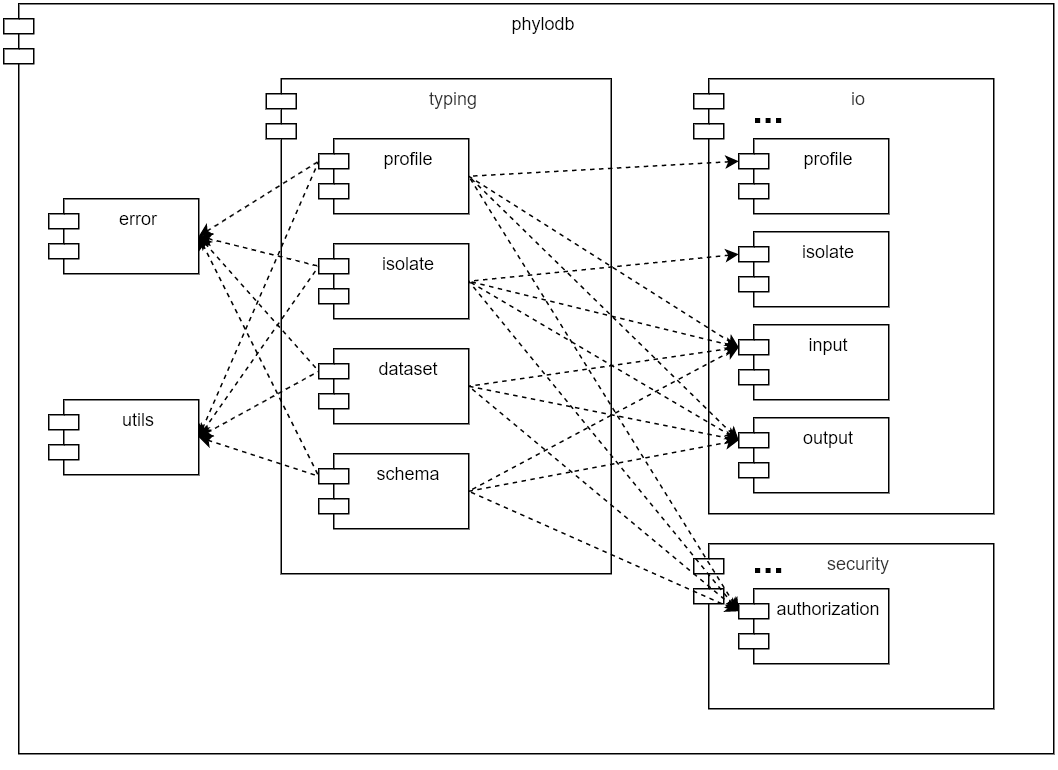 phylodb
typing
profile
isolate
dataset
schema
error
utils
io
...
profile
isolate
input
output
security
...
authorization